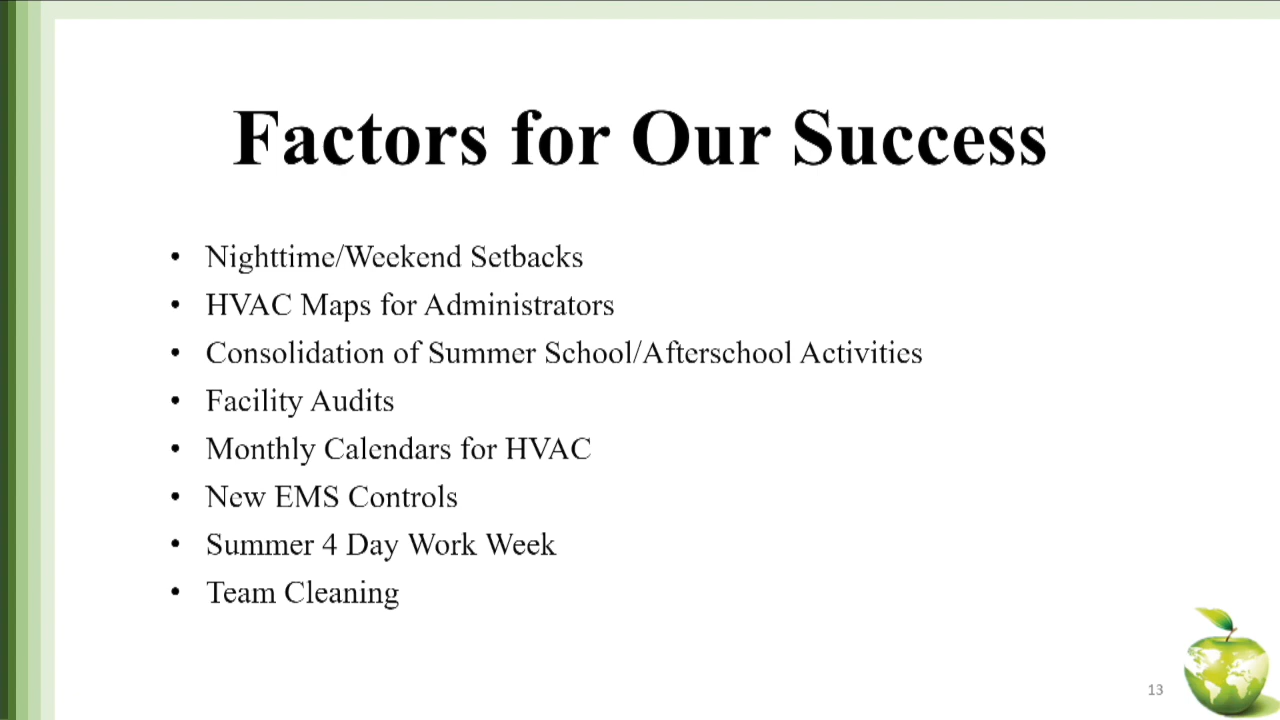 Factors for Our Success
• Nighttime/Weekend Setbacks
• HVAC Maps for Administrators
• Consolidation of Summer School/Afterschool Activities
• Facility Audits
• Monthly Calendars for HVAC
• New EMS Controls
• Summer 4 Day Work Week
• Team Cleaning
13